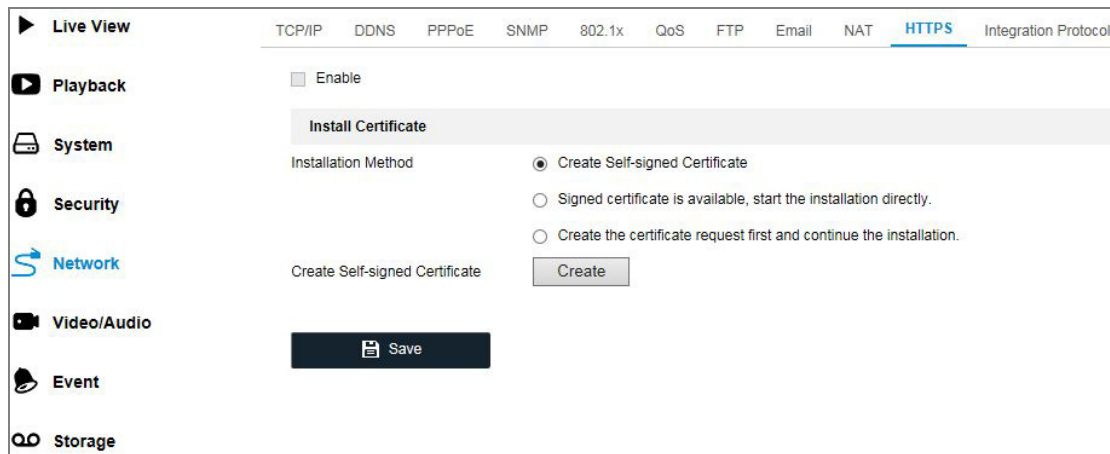 Live View
TCP/IP DDNS PPPoE SNMP 802.1x QoS FTP Email NAT HTTPS Integration Protocol
Enable
Playback
Install Certificate
System
Installation Method
Create Self-signed Certificate
Signed certificate is available, start the installation directly.
Security
Create the certificate request first and continue the installation.
Network
Create Self-signed Certificate
Create
Video/Audio
Save
Event
Storage